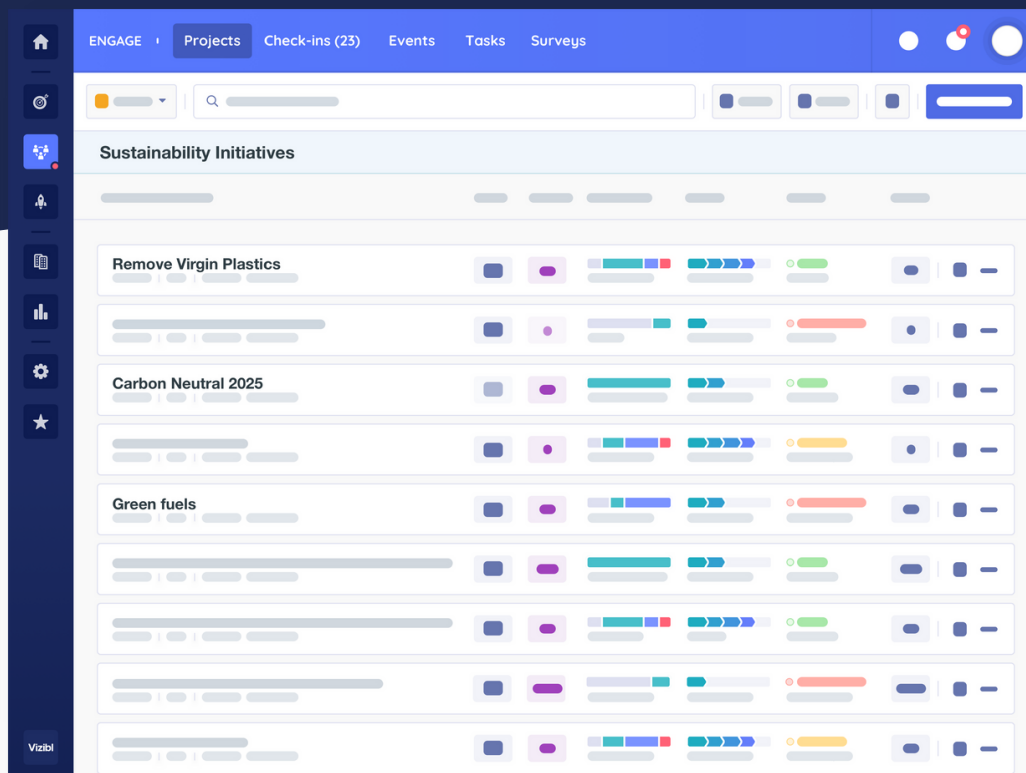 ENGAGE Projects Check-ins (23) Events Tasks Surveys
Sustainability Initiatives
Remove Virgin Plastics
Carbon Neutral 2025
Green fuels
Vizibl